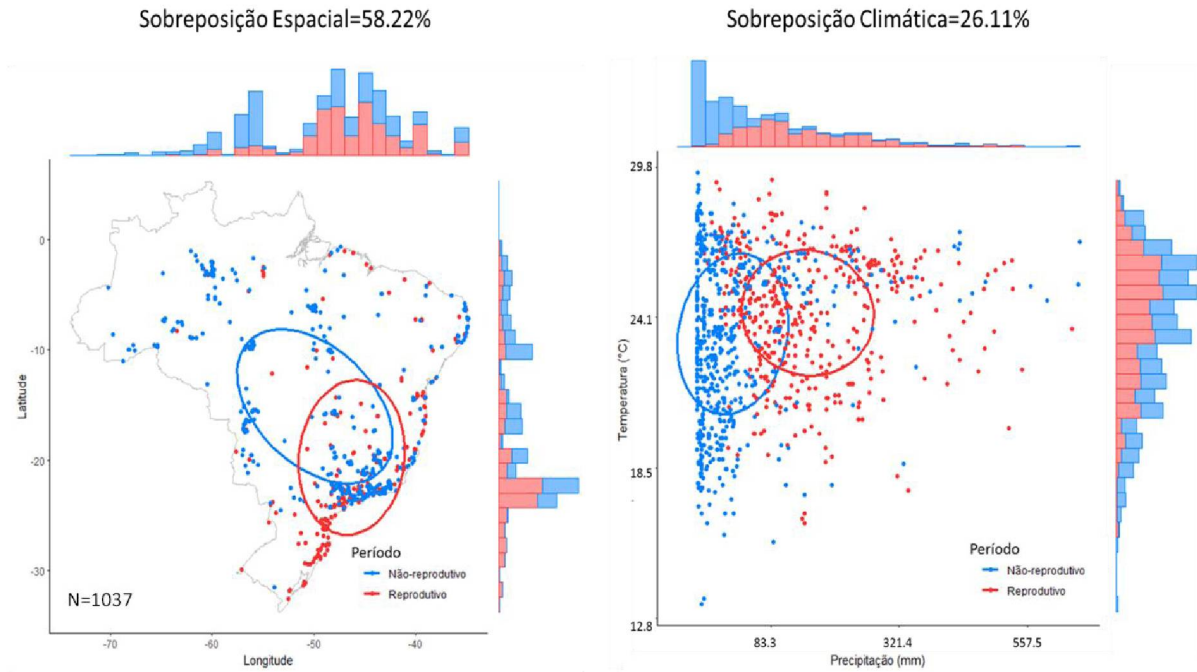 Sobreposição Espacial=58.22%
0
-10
-20
-30
Latitude
-70
-60
-50
-40
Longitude
Período
Não-reprodutivo
Reprodutivo
N=1037
Sobreposição Climática=26.11%
29.8
24.1
18.5
12.8
Temperatura (°C)
83.3
321.4
557.5
Precipitação (mm)
Período
Não-reprodutivo
Reprodutivo